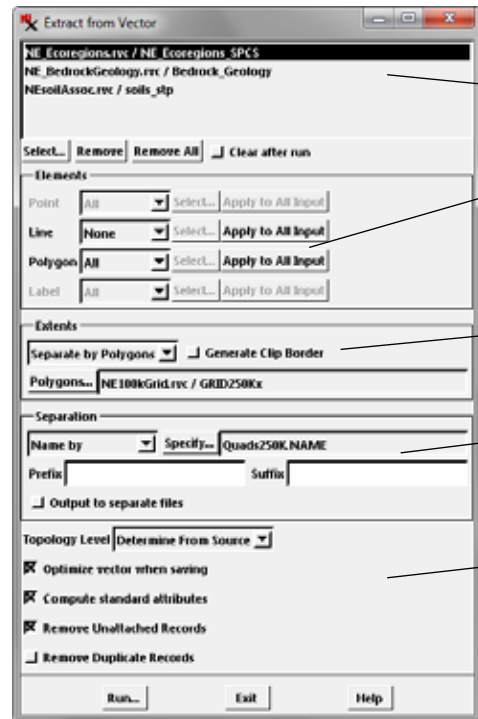 Extract from Vector
NE_Ecoregions.rvc / NE_Ecoregions_SPCS
NE_BedrockGeology.rvc / Bedrock_Geology
NEsoilAssoc.rvc / soils_stp
Select... Remove Remove All Clear after run
Elements
Point All Select... Apply to All Input
Line None Select... Apply to All Input
Polygon All Select... Apply to All Input
Label All Select... Apply to All Input
Extents
Separate by Polygons Generate Clip Border
Polygons... NE100kGrid.rvc / GRID250Kx
Separation
Name by Specify... Quads250K.NAME
Prefix Suffix
Output to separate files
Topology Level Determine From Source
Optimize vector when saving
Compute standard attributes
Remove Unattached Records
Remove Duplicate Records
Run... Exit Help